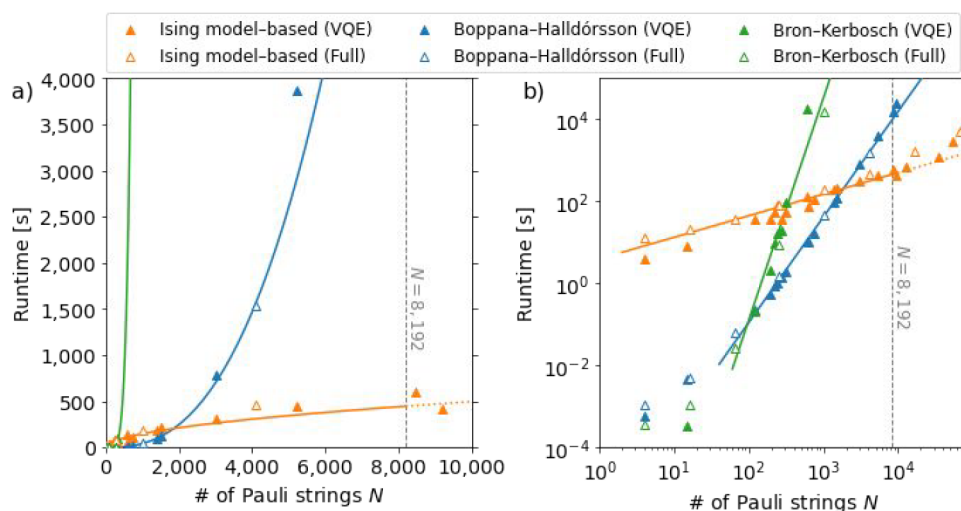 Ising model–based (VQE) Boppana–Halldórsson (VQE) Bron–Kerbosch (VQE)
Ising model–based (Full) Boppana–Halldórsson (Full) Bron–Kerbosch (Full)
a)
4,000
3,500
3,000
2,500
2,000
1,500
1,000
500
0
Runtime [s]
N = 8,192
0 2,000 4,000 6,000 8,000 10,000
# of Pauli strings N
b)
10^4
10^2
10^0
10^-2
10^-4
Runtime [s]
N = 8,192
10^0 10^1 10^2 10^3 10^4
# of Pauli strings N